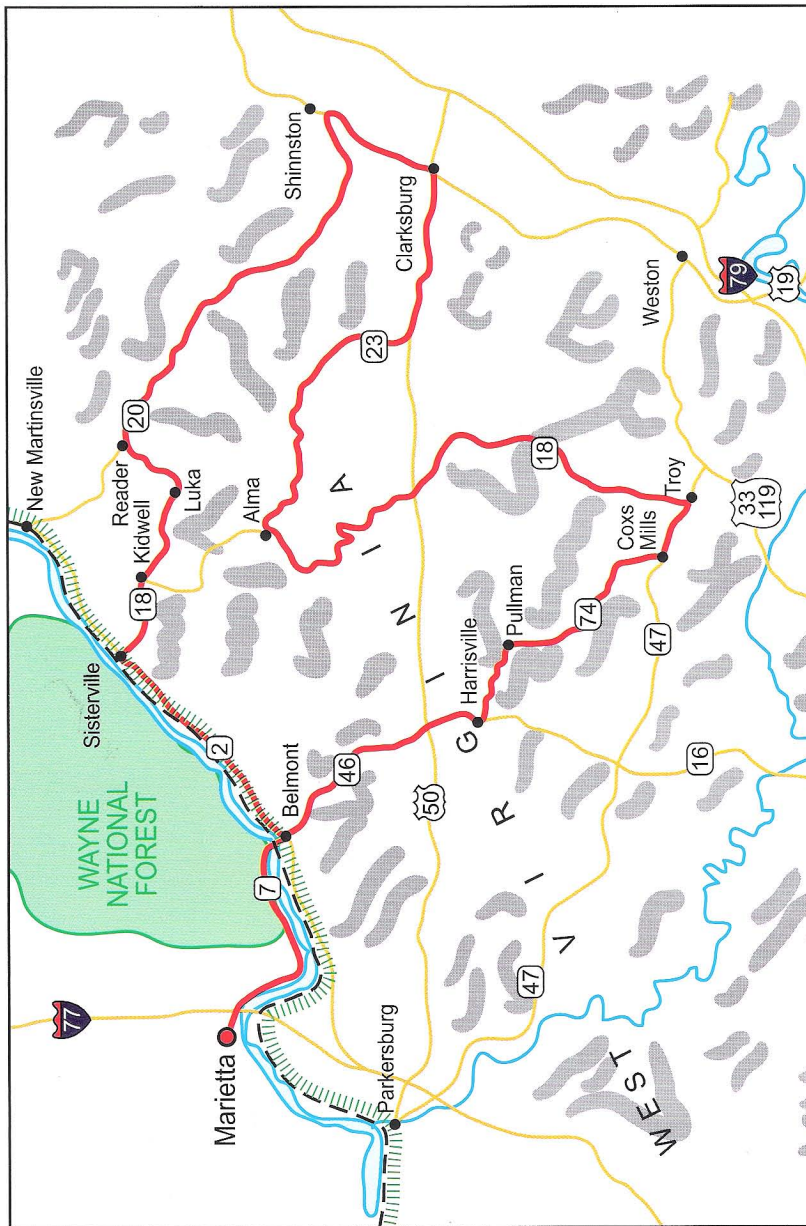 New Martinsville
Shinnston
20
Reader
Kidwell
Luka
Sisterville
18
WAYNE
NATIONAL
FOREST
Alma
Clarksburg
23
2
Belmont
7
77
Marietta
46
50
18
Harrisville
Pullman
Coxs
Mills
Troy
Weston
79
19
33
119
74
47
16
47
Parkersburg
WEST
VIRGINIA